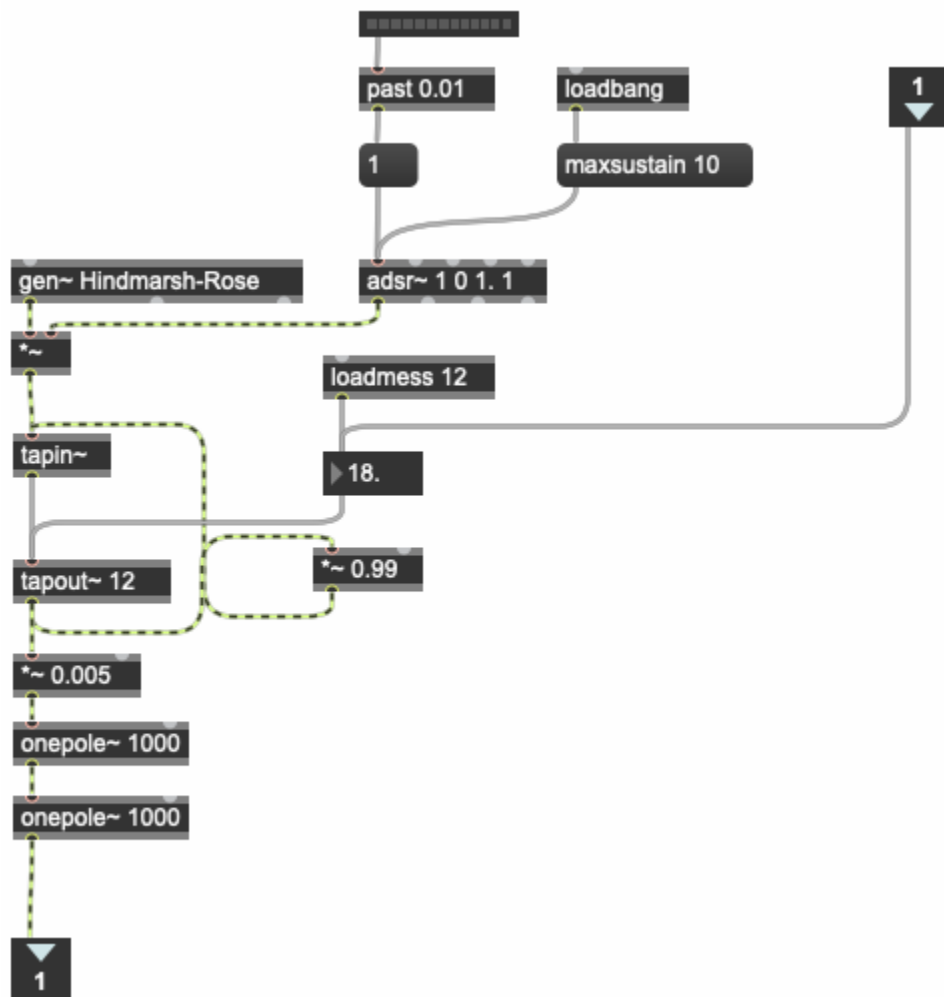 past 0.01
loadbang
1
1
maxsustain 10
gen~ Hindmarsh-Rose
adsr~ 1 0 1. 1
*~
loadmess 12
tapin~
18.
tapout~ 12
*~ 0.99
*~ 0.005
onepole~ 1000
onepole~ 1000
1